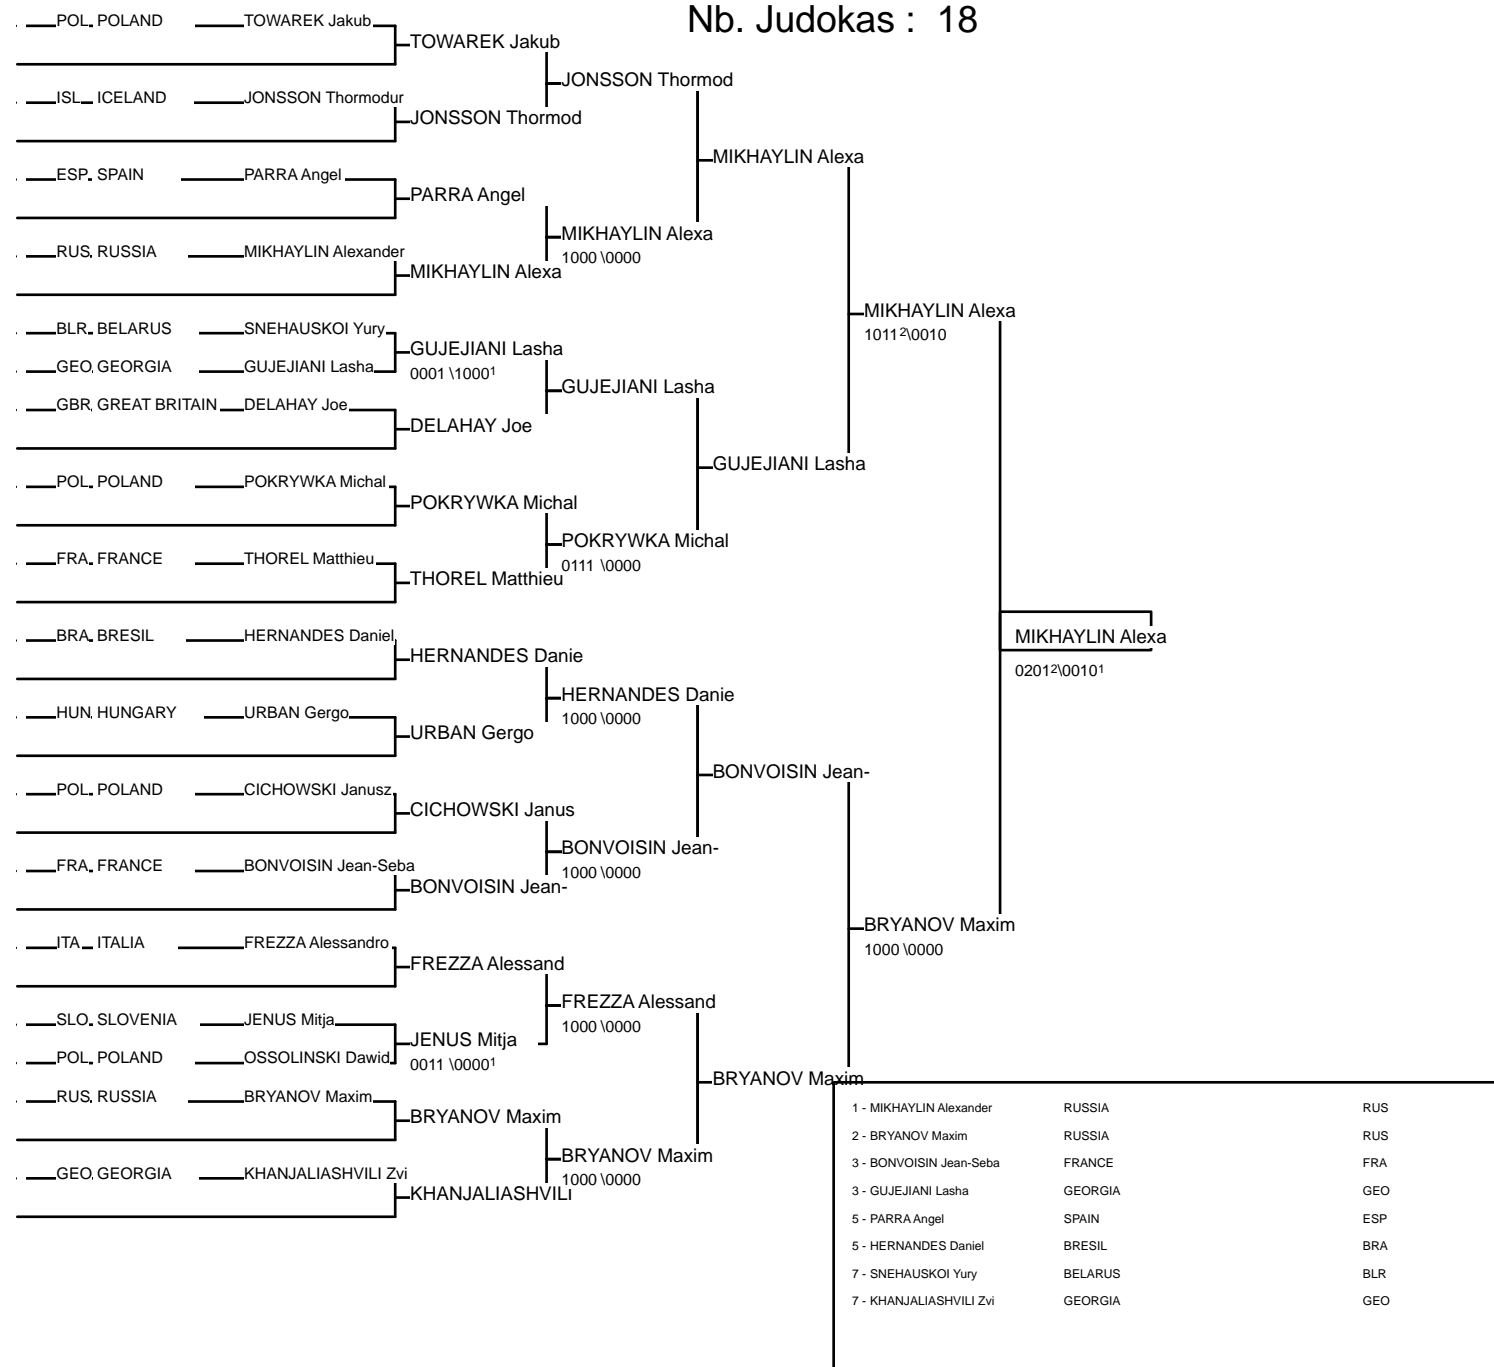 Nb. Judokas : 18
POL POLAND TOWAREK Jakub
TOWAREK Jakub
JONSSON Thormod
ISL ICELAND JONSSON Thormodur
JONSSON Thormod
MIKHAYLIN Alexa
ESP SPAIN PARRA Angel
PARRA Angel
MIKHAYLIN Alexa
1000 \0000
RUS RUSSIA MIKHAYLIN Alexander
MIKHAYLIN Alexa
MIKHAYLIN Alexa
1011²\0010
BLR BELARUS SNEHAUSKOI Yury
GUJEJIANI Lasha
0001 \1000¹
GEO GEORGIA GUJEJIANI Lasha
GUJEJIANI Lasha
GBR GREAT BRITAIN DELAHAY Joe
DELAHAY Joe
GUJEJIANI Lasha
POL POLAND POKRYWKA Michal
POKRYWKA Michal
POKRYWKA Michal
0111 \0000
FRA FRANCE THOREL Matthieu
THOREL Matthieu
MIKHAYLIN Alexa
0201²\0010¹
BRA BRESIL HERNANDES Daniel
HERNANDES Danie
HERNANDES Danie
1000 \0000
HUN HUNGARY URBAN Gergo
URBAN Gergo
BONVOISIN Jean-
POL POLAND CICHOWSKI Janusz
CICHOWSKI Janus
BONVOISIN Jean-
1000 \0000
FRA FRANCE BONVOISIN Jean-Seba
BONVOISIN Jean-
BRYANOV Maxim
1000 \0000
ITA ITALIA FREZZA Alessandro
FREZZA Alessand
FREZZA Alessand
1000 \0000
SLO SLOVENIA JENUS Mitja
JENUS Mitja
0011 \0000¹
POL POLAND OSSOLINSKI Dawid
BRYANOV Maxim
RUS RUSSIA BRYANOV Maxim
BRYANOV Maxim
BRYANOV Maxim
1000 \0000
GEO GEORGIA KHANJALIASHVILI Zvi
KHANJALIASHVILI
1 - MIKHAYLIN Alexander RUSSIA RUS
2 - BRYANOV Maxim RUSSIA RUS
3 - BONVOISIN Jean-Seba FRANCE FRA
3 - GUJEJIANI Lasha GEORGIA GEO
5 - PARRA Angel SPAIN ESP
5 - HERNANDES Daniel BRESIL BRA
7 - SNEHAUSKOI Yury BELARUS BLR
7 - KHANJALIASHVILI Zvi GEORGIA GEO